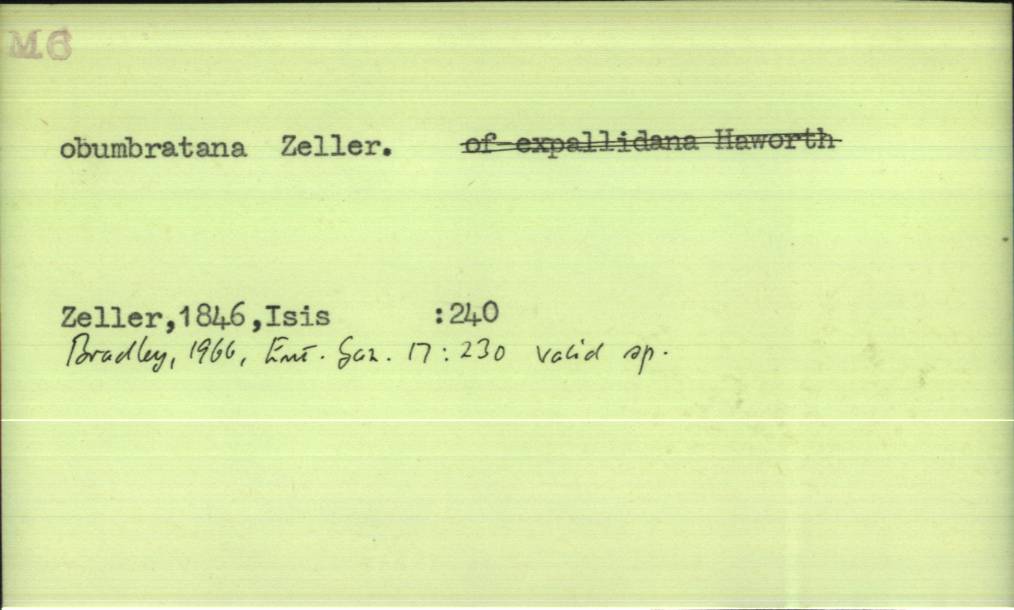 M6
obumbratana Zeller. of expallidana Haworth
Zeller,1846,Isis :240
Bradley, 1966, Ent. Gaz. 17:230 valid sp.